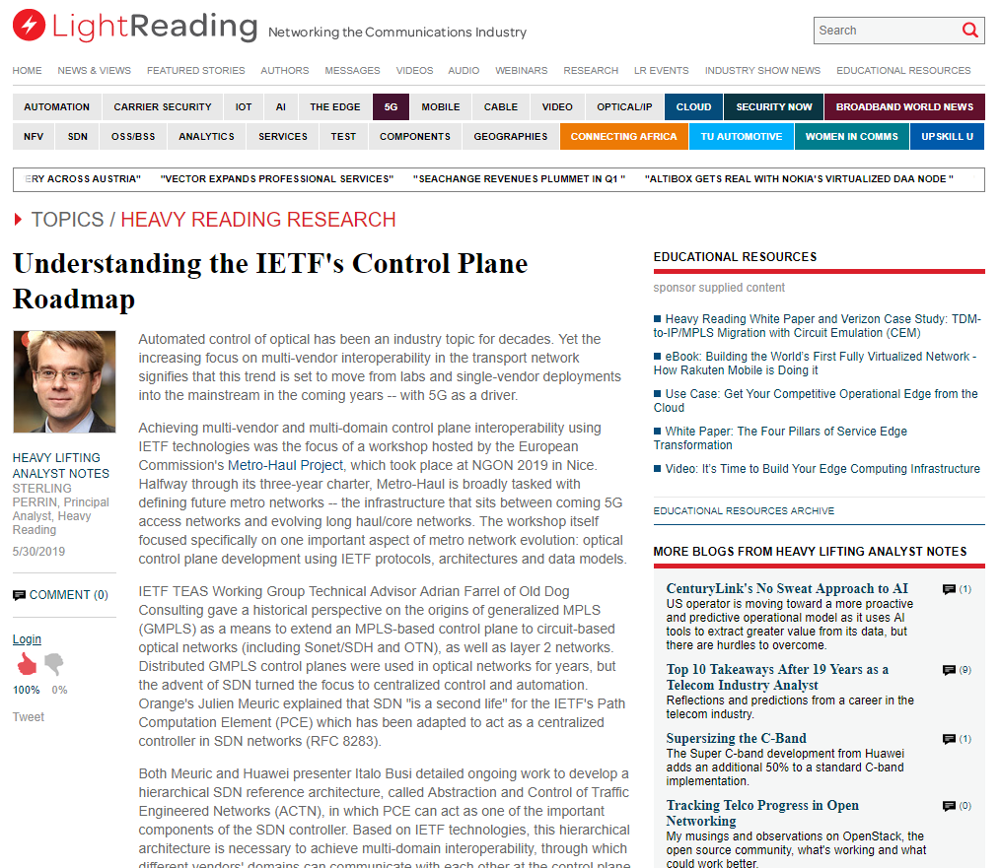 LightReading Networking the Communications Industry
Search
HOME NEWS & VIEWS FEATURED STORIES AUTHORS MESSAGES VIDEOS AUDIO WEBINARS RESEARCH LR EVENTS INDUSTRY SHOW NEWS EDUCATIONAL RESOURCES
AUTOMATION CARRIER SECURITY IOT AI THE EDGE 5G MOBILE CABLE VIDEO OPTICAL/IP CLOUD SECURITY NOW BROADBAND WORLD NEWS
NFV SDN OSS/BSS ANALYTICS SERVICES TEST COMPONENTS GEOGRAPHIES CONNECTING AFRICA TU AUTOMOTIVE WOMEN IN COMMS UPSKILL U
ERY ACROSS AUSTRIA" "VECTOR EXPANDS PROFESSIONAL SERVICES" "SEACHANGE REVENUES PLUMMET IN Q1 " "ALTIBOX GETS REAL WITH NOKIA'S VIRTUALIZED DAA NODE "
TOPICS / HEAVY READING RESEARCH
Understanding the IETF's Control Plane
Roadmap
HEAVY LIFTING
ANALYST NOTES
STERLING
PERRIN, Principal
Analyst, Heavy
Reading
5/30/2019
COMMENT (0)
Login
100% 0%
Tweet
Automated control of optical has been an industry topic for decades. Yet the
increasing focus on multi-vendor interoperability in the transport network
signifies that this trend is set to move from labs and single-vendor deployments
into the mainstream in the coming years -- with 5G as a driver.
Achieving multi-vendor and multi-domain control plane interoperability using
IETF technologies was the focus of a workshop hosted by the European
Commission's Metro-Haul Project, which took place at NGON 2019 in Nice.
Halfway through its three-year charter, Metro-Haul is broadly tasked with
defining future metro networks -- the infrastructure that sits between coming 5G
access networks and evolving long haul/core networks. The workshop itself
focused specifically on one important aspect of metro network evolution: optical
control plane development using IETF protocols, architectures and data models.
IETF TEAS Working Group Technical Advisor Adrian Farrel of Old Dog
Consulting gave a historical perspective on the origins of generalized MPLS
(GMPLS) as a means to extend an MPLS-based control plane to circuit-based
optical networks (including Sonet/SDH and OTN), as well as layer 2 networks.
Distributed GMPLS control planes were used in optical networks for years, but
the advent of SDN turned the focus to centralized control and automation.
Orange's Julien Meuric explained that SDN "is a second life" for the IETF's Path
Computation Element (PCE) which has been adapted to act as a centralized
controller in SDN networks (RFC 8283).
Both Meuric and Huawei presenter Italo Busi detailed ongoing work to develop a
hierarchical SDN reference architecture, called Abstraction and Control of Traffic
Engineered Networks (ACTN), in which PCE can act as one of the important
components of the SDN controller. Based on IETF technologies, this hierarchical
architecture is necessary to achieve multi-domain interoperability, through which
different vendors' domains can communicate with each other at the control plane
EDUCATIONAL RESOURCES
sponsor supplied content
Heavy Reading White Paper and Verizon Case Study: TDM-
to-IP/MPLS Migration with Circuit Emulation (CEM)
eBook: Building the World's First Fully Virtualized Network -
How Rakuten Mobile is Doing it
Use Case: Get Your Competitive Operational Edge from the
Cloud
White Paper: The Four Pillars of Service Edge
Transformation
Video: It's Time to Build Your Edge Computing Infrastructure
EDUCATIONAL RESOURCES ARCHIVE
MORE BLOGS FROM HEAVY LIFTING ANALYST NOTES
CenturyLink's No Sweat Approach to AI (1)
US operator is moving toward a more proactive
and predictive operational model as it uses AI
tools to extract greater value from its data, but
there are hurdles to overcome.
Top 10 Takeaways After 19 Years as a (9)
Telecom Industry Analyst
Reflections and predictions from a career in the
telecom industry.
Supersizing the C-Band (1)
The Super C-band development from Huawei
adds an additional 50% to a standard C-band
implementation.
Tracking Telco Progress in Open (0)
Networking
My musings and observations on OpenStack, the
open source community, what's working and what
could work better.